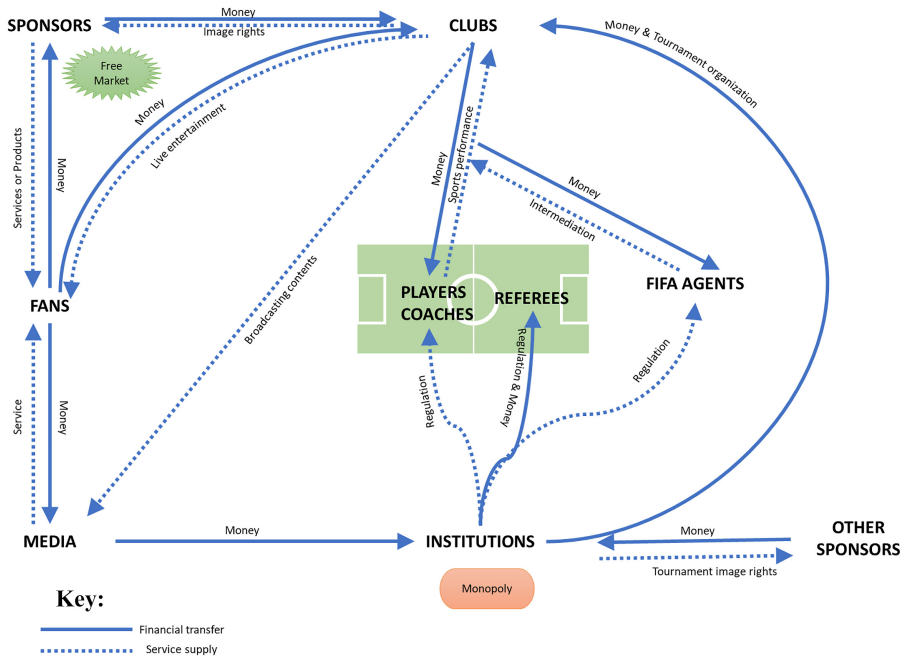 Money
SPONSORS
Image rights
CLUBS
Money & Tournament organization
Free
Market
Money
Live entertainment
Services or Products
Money
Money
Sports performance
Money
Intermediation
Broadcasting contents
FANS
PLAYERS
COACHES
REFEREES
FIFA AGENTS
Service
Money
Regulation
Regulation & Money
Regulation
MEDIA
Money
INSTITUTIONS
Money
OTHER
SPONSORS
Tournament image rights
Monopoly
Key:
Financial transfer
Service supply